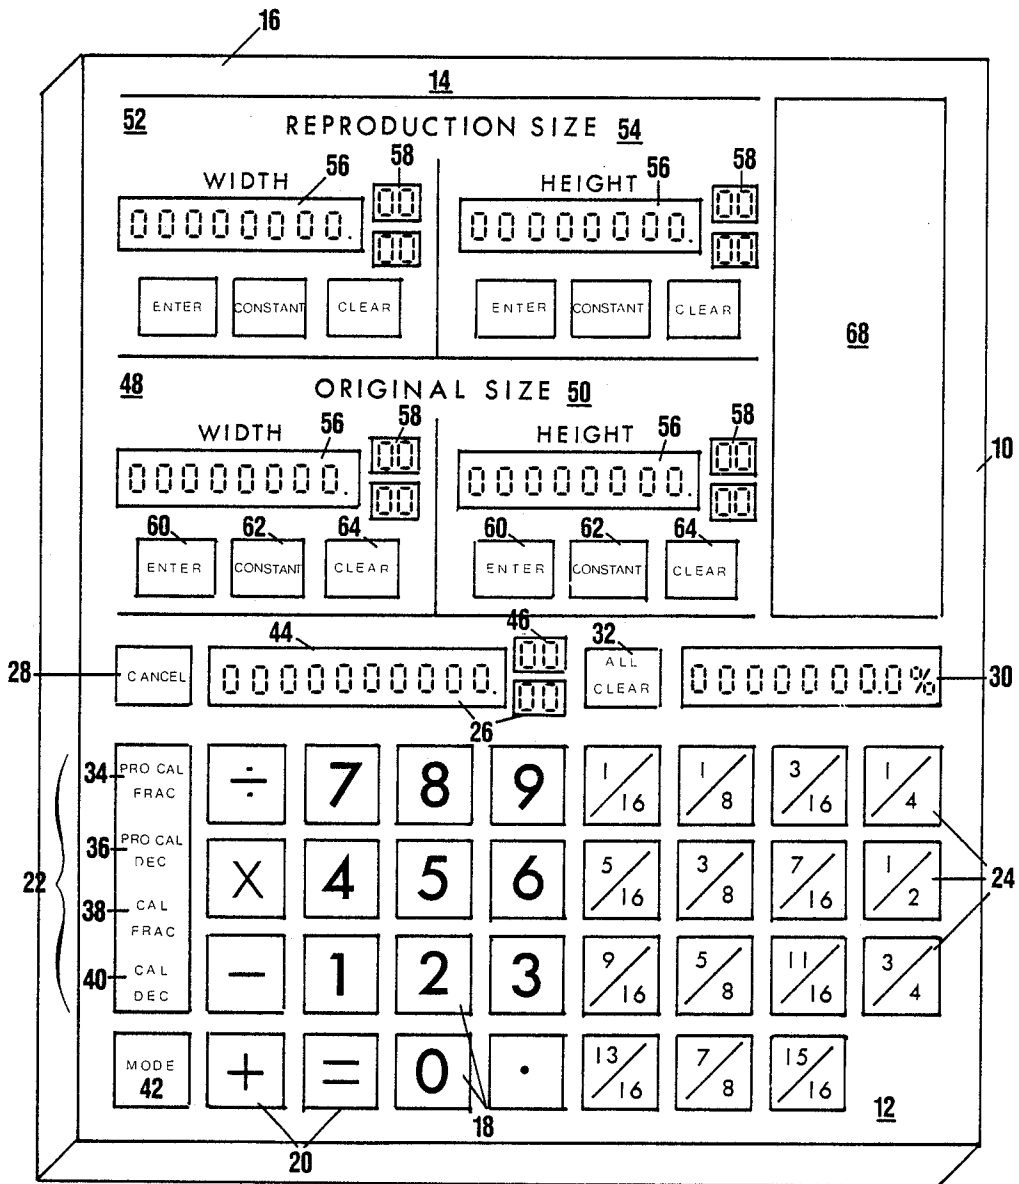 16
14
52 REPRODUCTION SIZE 54
WIDTH 56 58 HEIGHT 56 58
00000000. 00 00000000. 00
00 00
ENTER CONSTANT CLEAR ENTER CONSTANT CLEAR
68
48 ORIGINAL SIZE 50
WIDTH 56 58 HEIGHT 56 58
00000000. 00 00000000. 00
00 00
10
60 62 64 60 62 64
ENTER CONSTANT CLEAR ENTER CONSTANT CLEAR
44 46 32
28 CANCEL 0000000000. 00 ALL CLEAR 0000000.0% 30
00
26
34 PRO CAL FRAC ÷ 7 8 9 1/16 1/8 3/16 1/4
36 PRO CAL DEC X 4 5 6 5/16 3/8 7/16 1/2 24
22
38 CAL FRAC
40 CAL DEC − 1 2 3 9/16 5/8 11/16 3/4
MODE 42 + = 0 . 13/16 7/8 15/16
12
20 18